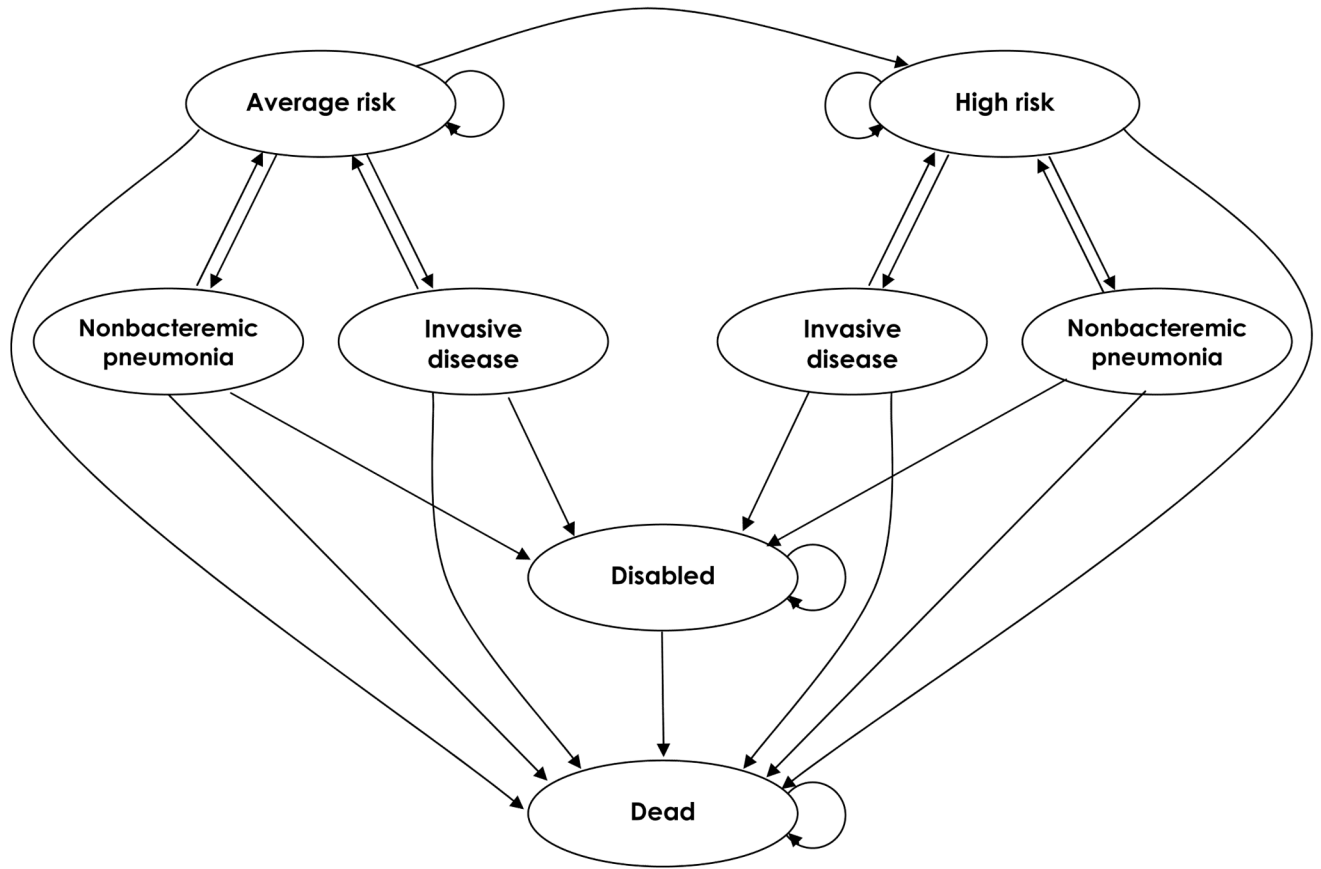 Average risk
High risk
Nonbacteremic
pneumonia
Invasive
disease
Invasive
disease
Nonbacteremic
pneumonia
Disabled
Dead